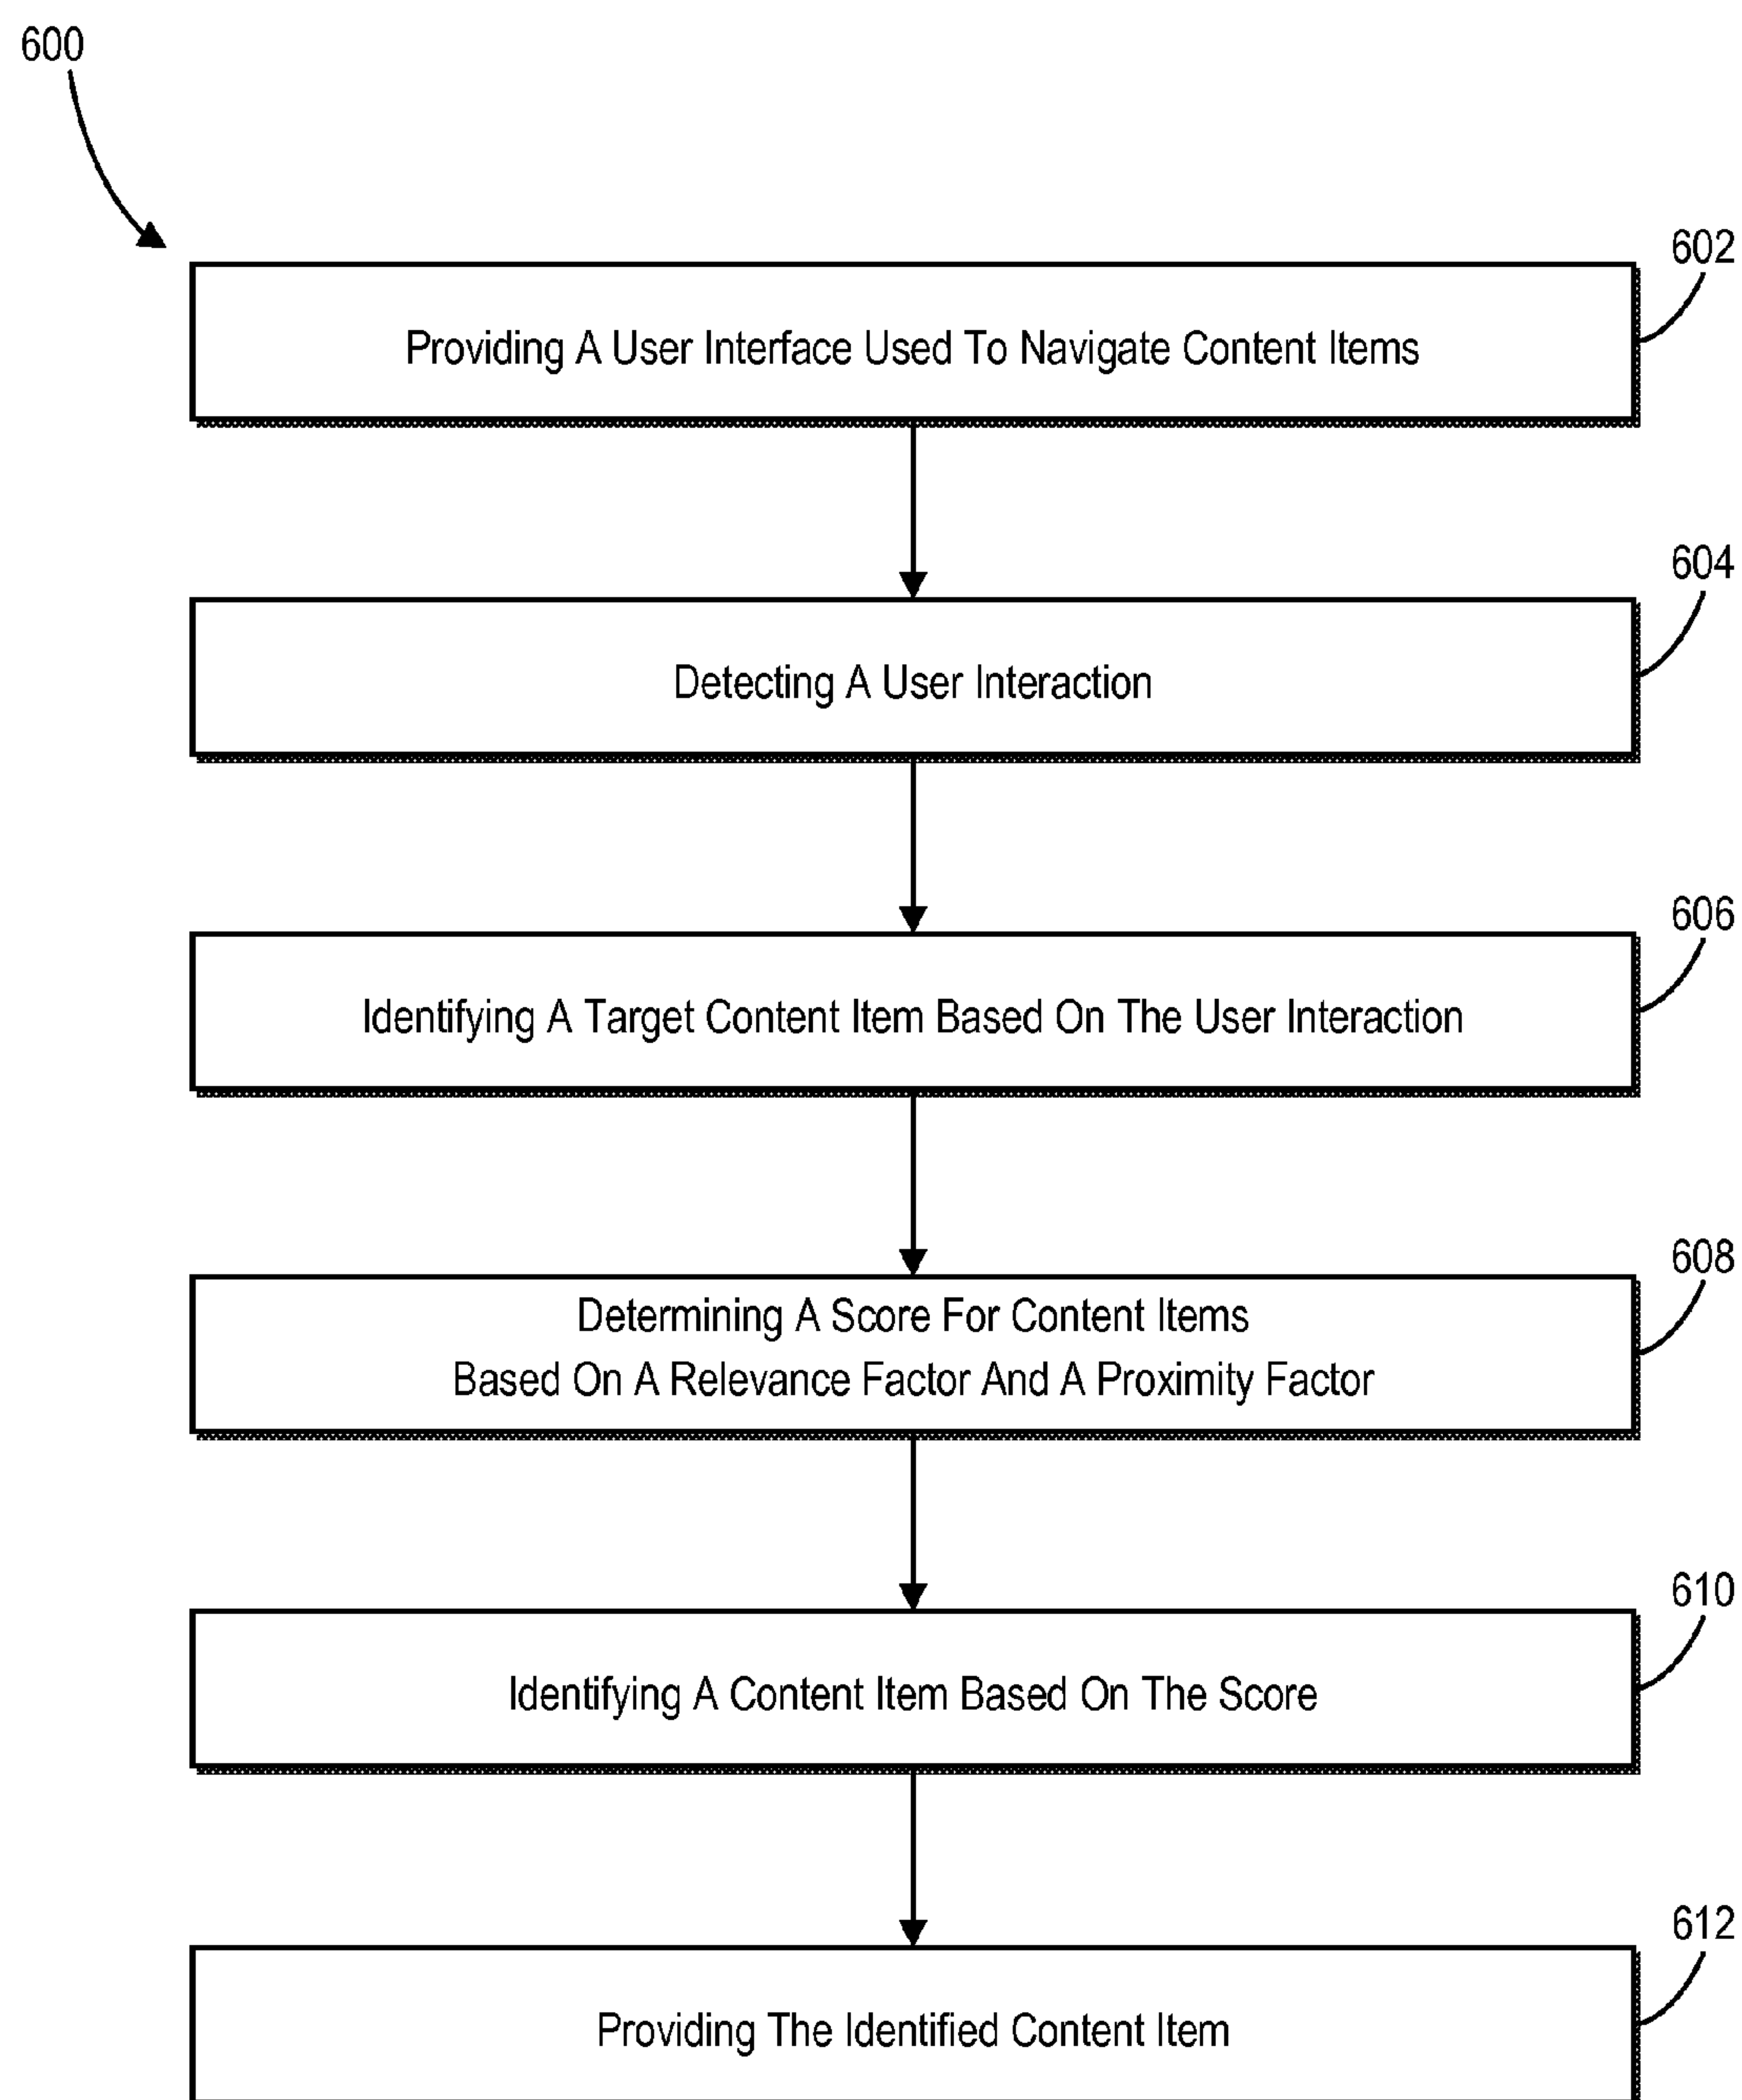 600
602
Providing A User Interface Used To Navigate Content Items
604
Detecting A User Interaction
606
Identifying A Target Content Item Based On The User Interaction
608
Determining A Score For Content Items
Based On A Relevance Factor And A Proximity Factor
610
Identifying A Content Item Based On The Score
612
Providing The Identified Content Item